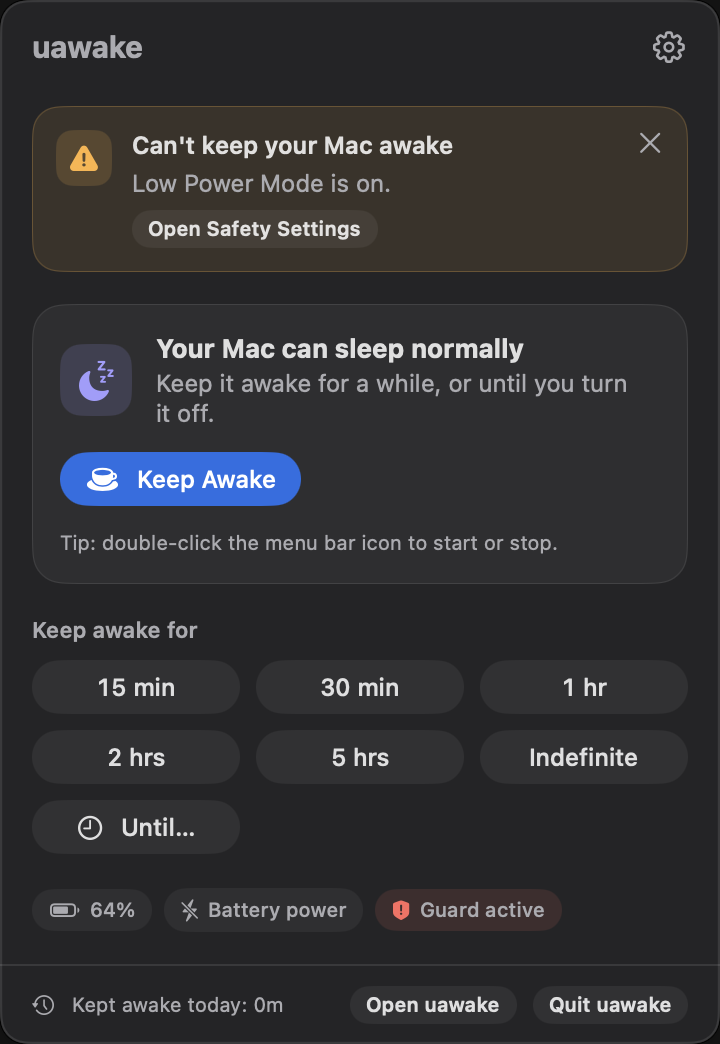 uawake
Can't keep your Mac awake
Low Power Mode is on.
Open Safety Settings
zzz
Your Mac can sleep normally
Keep it awake for a while, or until you turn
it off.
Keep Awake
Tip: double-click the menu bar icon to start or stop.
Keep awake for
15 min
30 min
1 hr
2 hrs
5 hrs
Indefinite
Until...
64%
Battery power
Guard active
Kept awake today: 0m
Open uawake
Quit uawake